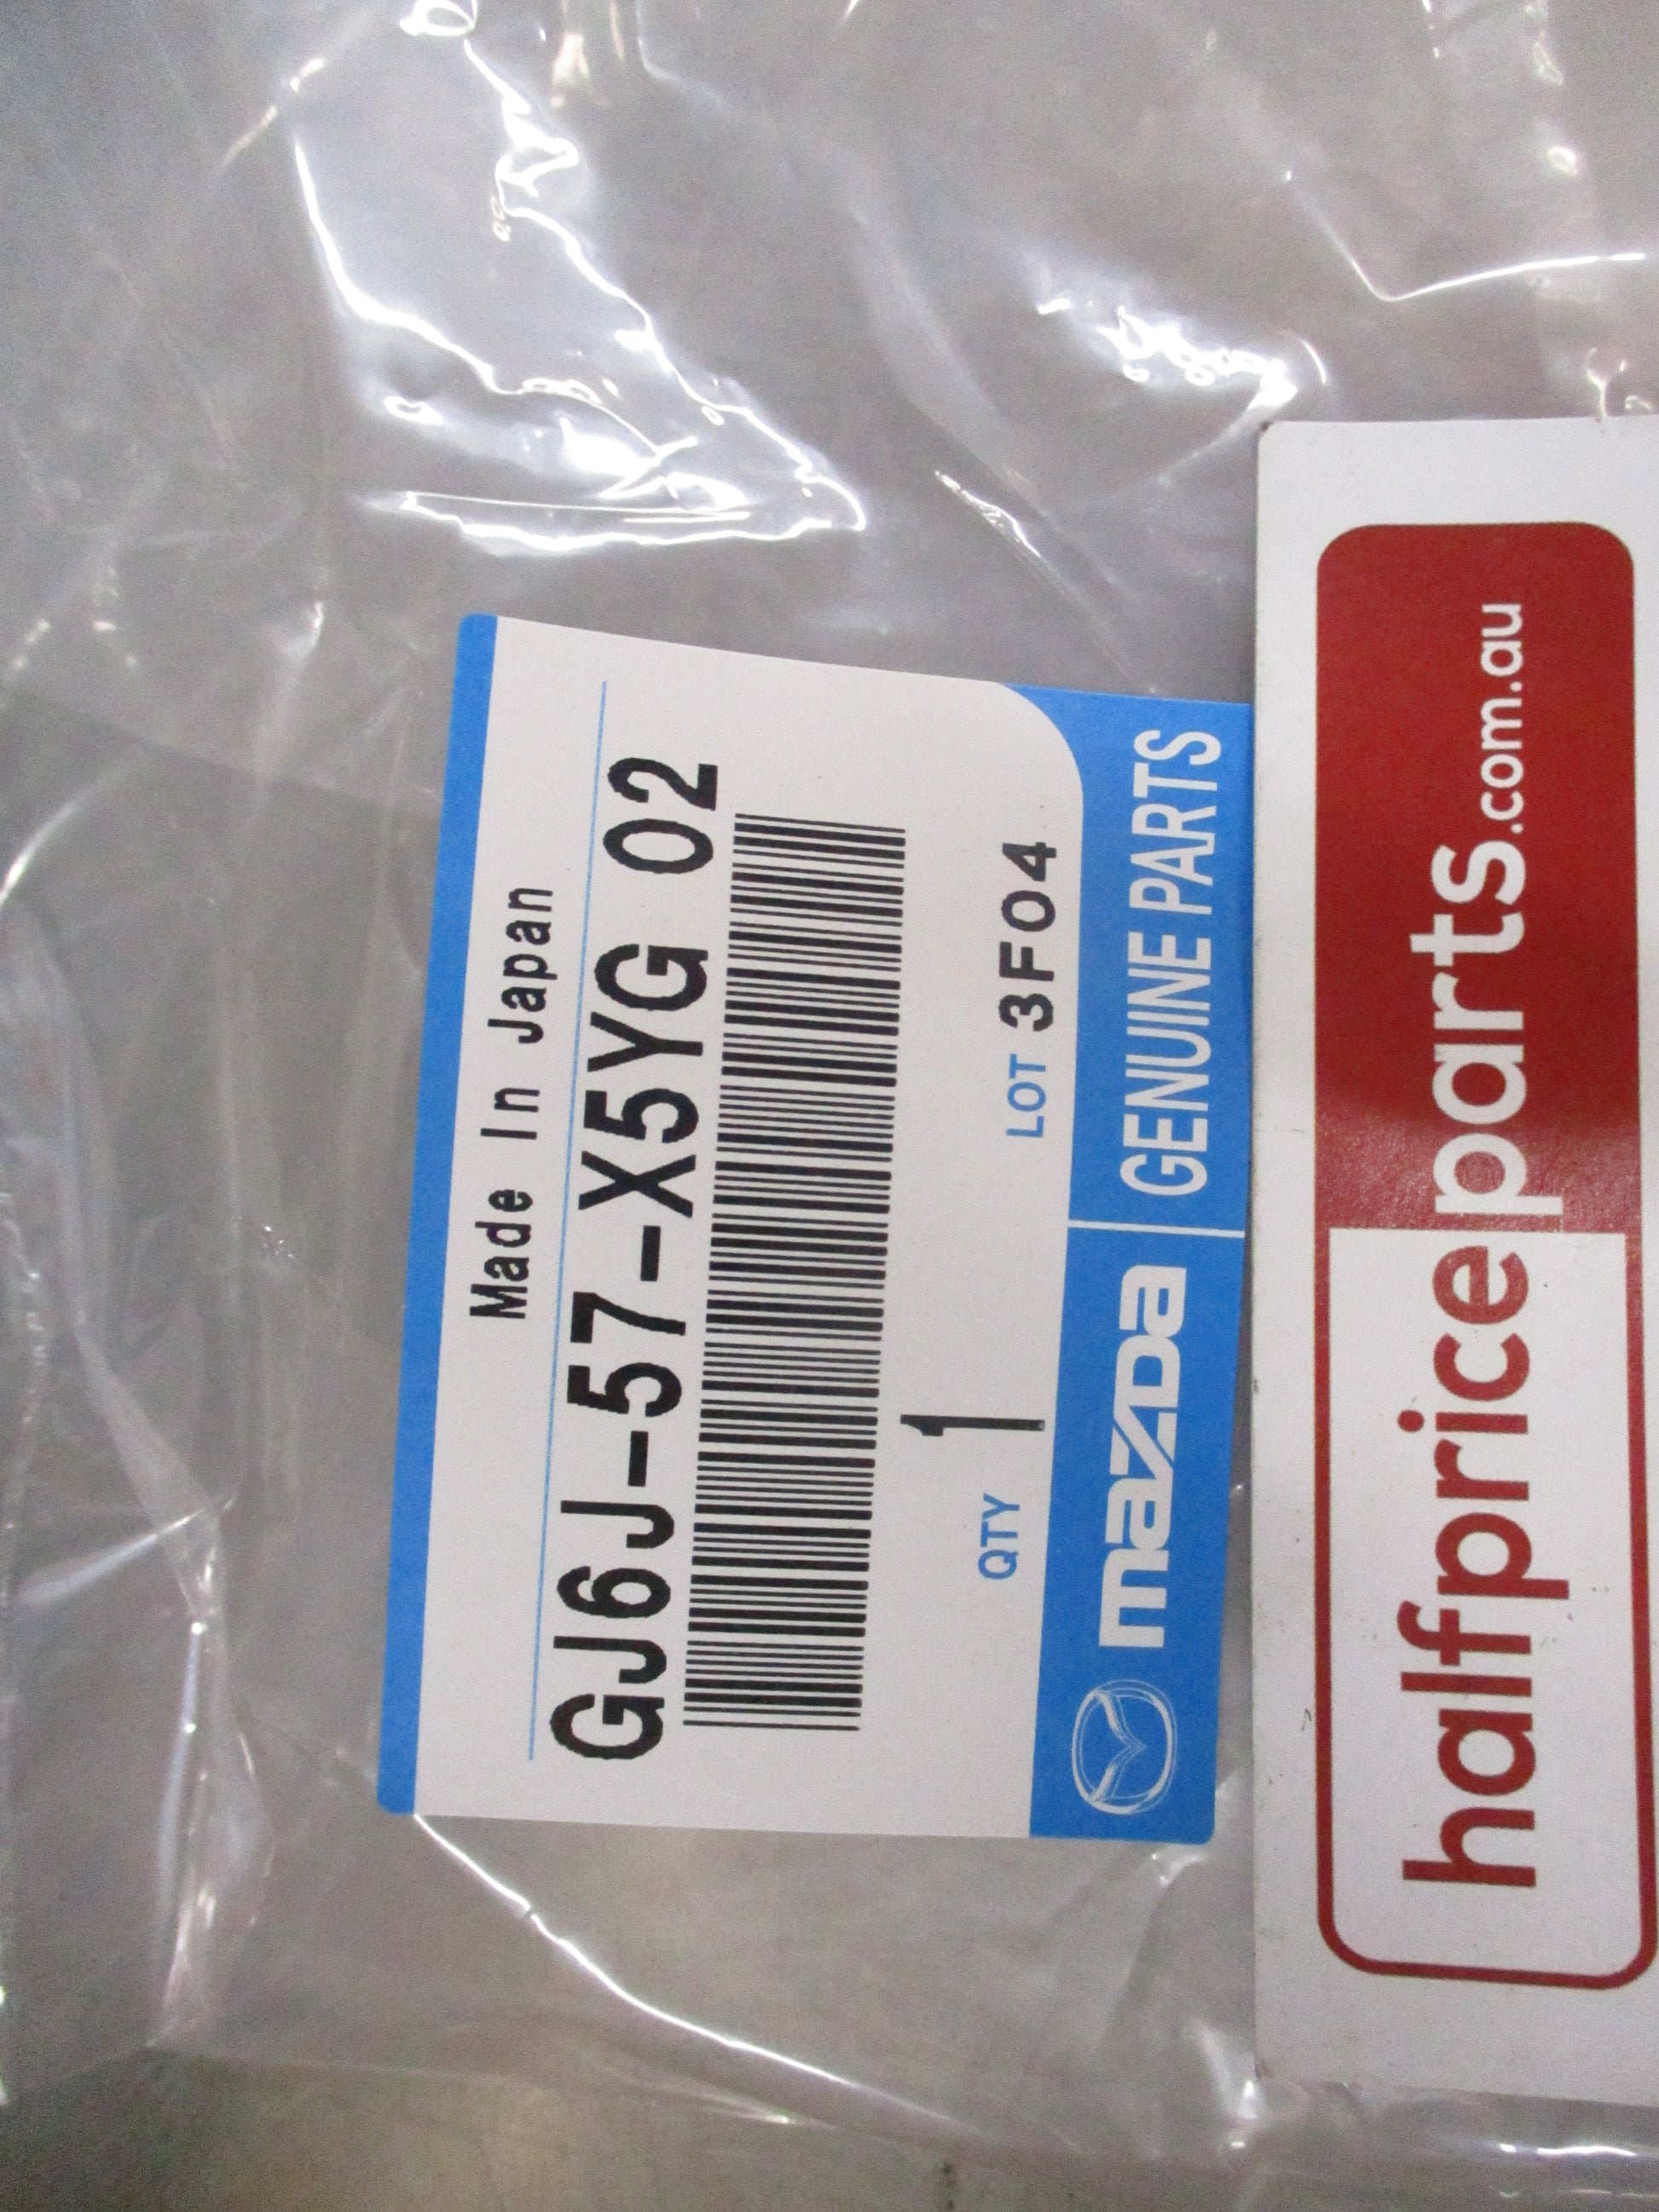 Made In Japan
GJ6J-57-X5YG 02
QTY 1 LOT 3F04
mazda GENUINE PARTS
halfpriceparts.com.au